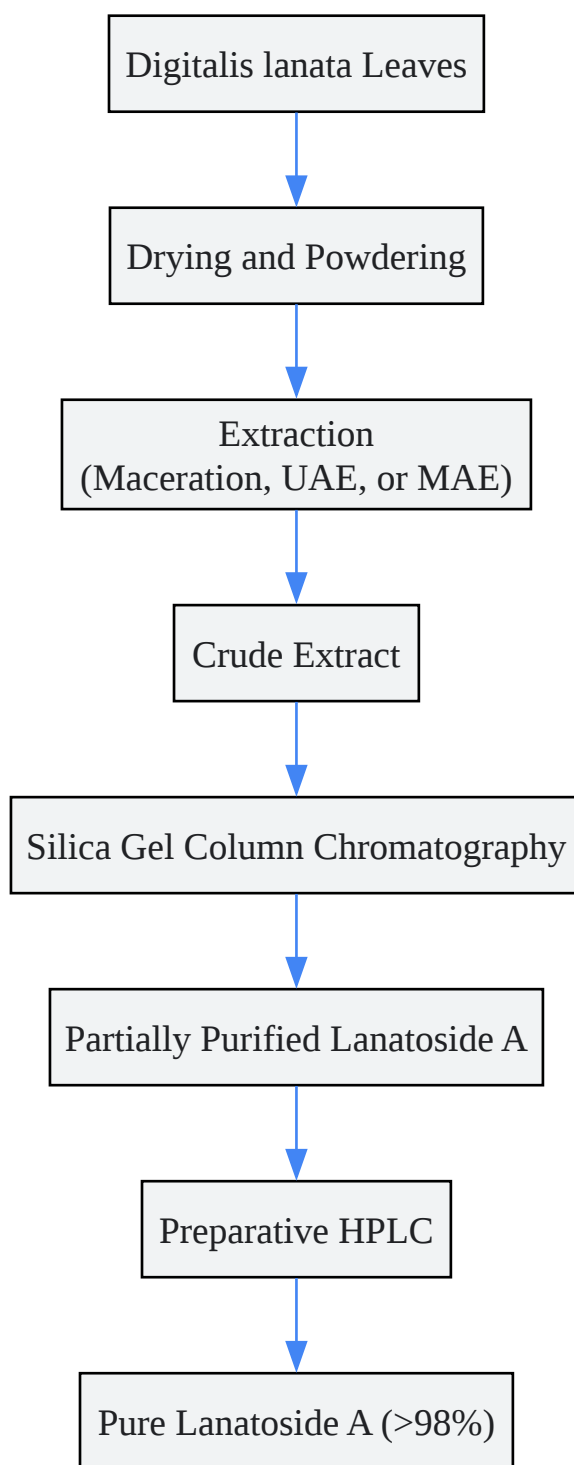 Digitalis lanata Leaves
Drying and Powdering
Extraction
(Maceration, UAE, or MAE)
Crude Extract
Silica Gel Column Chromatography
Partially Purified Lanatoside A
Preparative HPLC
Pure Lanatoside A (>98%)